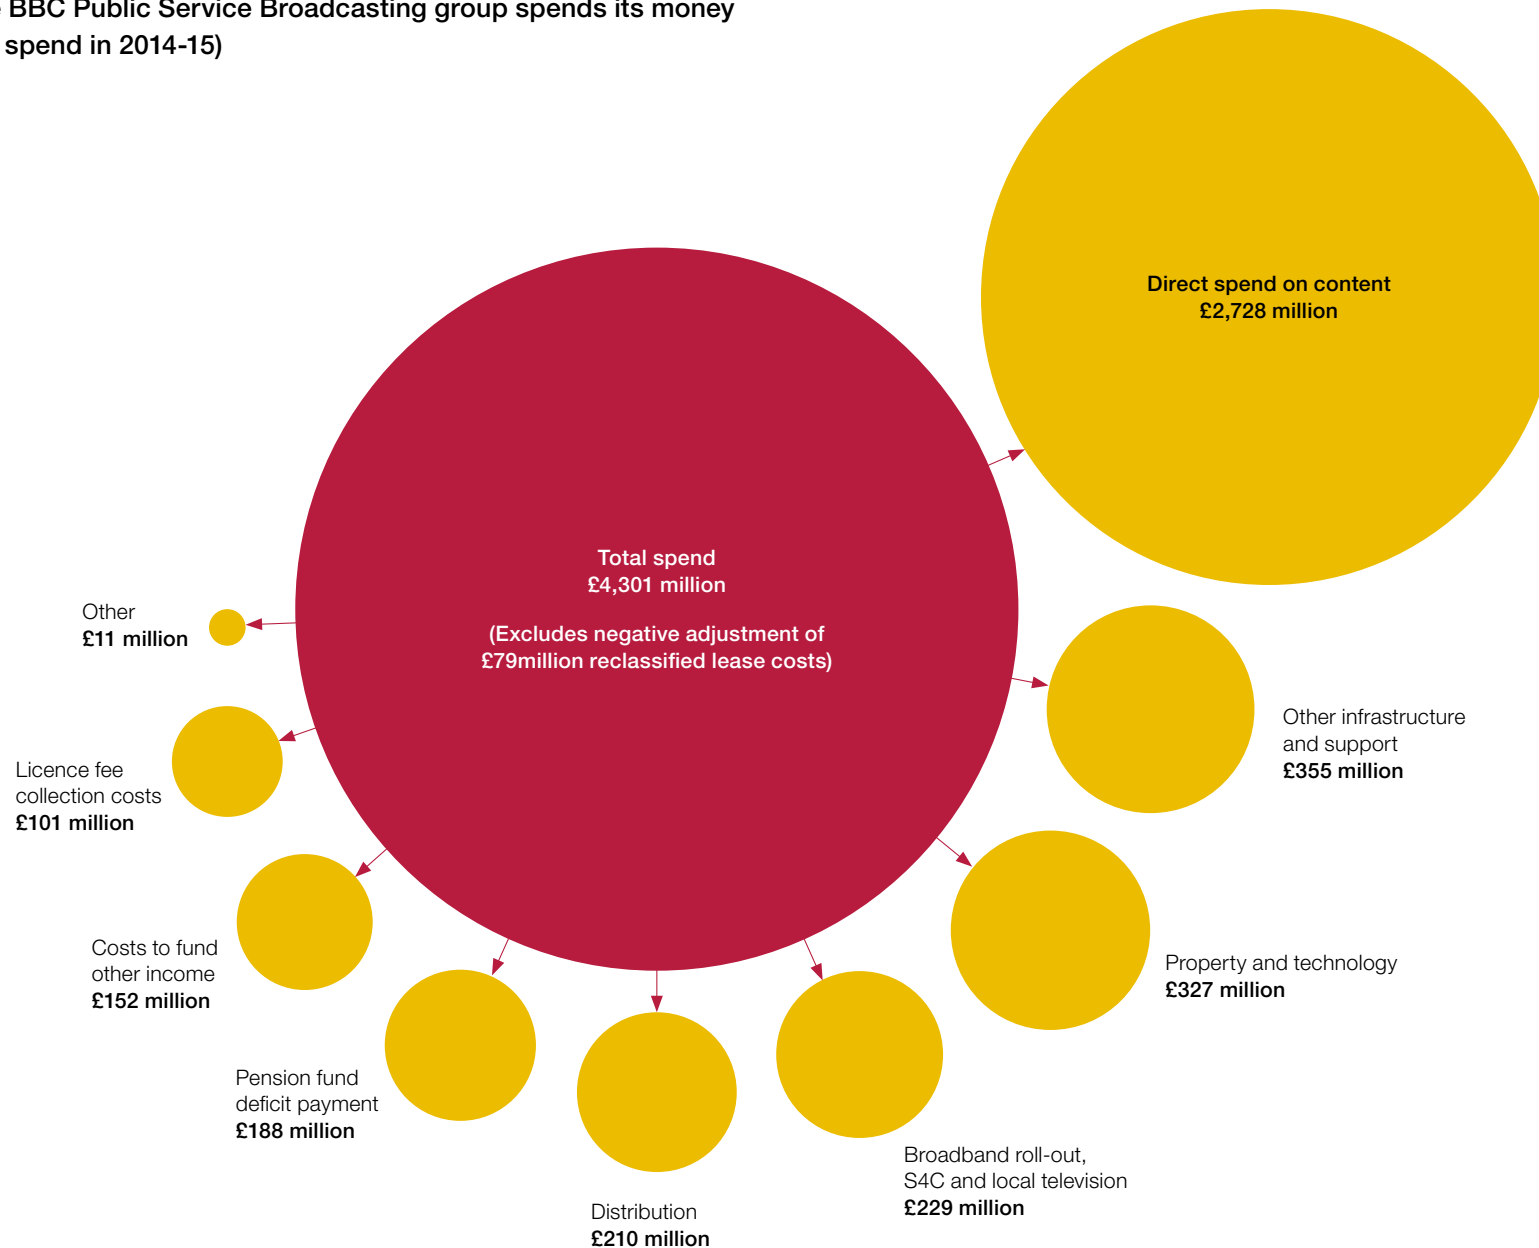 BBC Public Service Broadcasting group spends its money
spend in 2014-15)
Direct spend on content
£2,728 million
Total spend
£4,301 million
(Excludes negative adjustment of
£79million reclassified lease costs)
Other
£11 million
Other infrastructure
and support
£355 million
Licence fee
collection costs
£101 million
Costs to fund
other income
£152 million
Property and technology
£327 million
Pension fund
deficit payment
£188 million
Broadband roll-out,
S4C and local television
£229 million
Distribution
£210 million